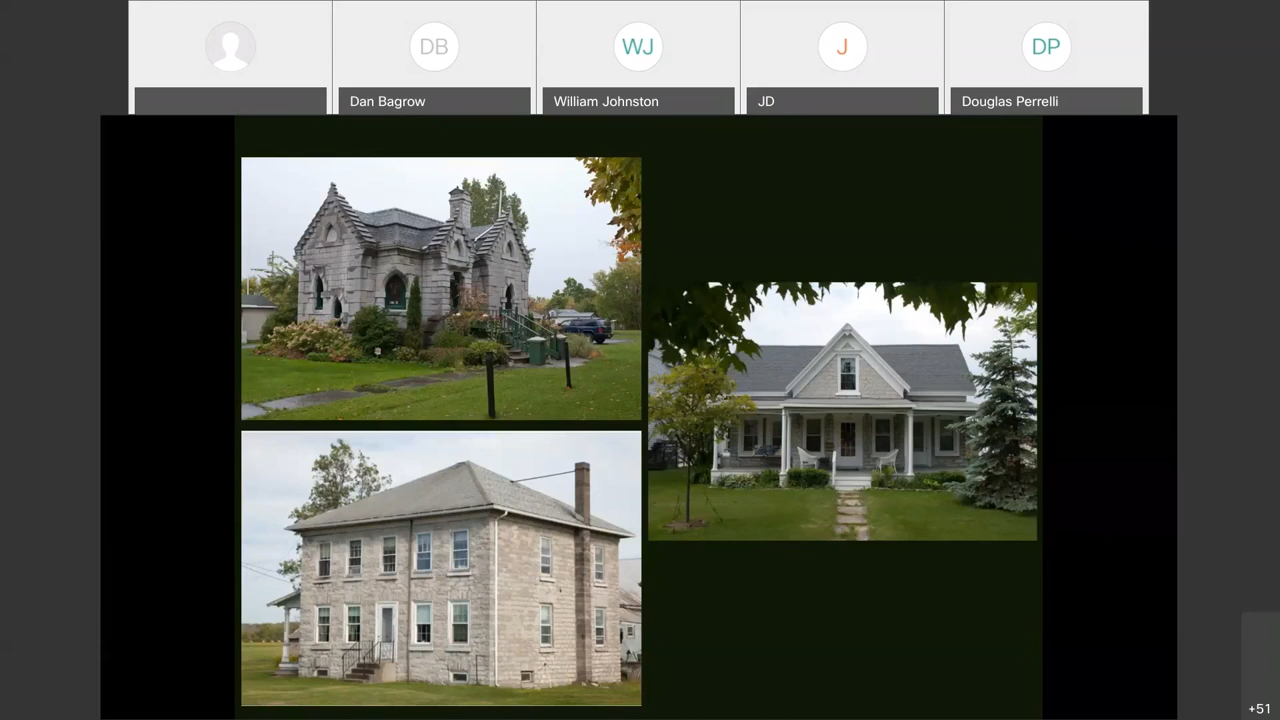 DB
WJ
J
DP
Dan Bagrow
William Johnston
JD
Douglas Perrelli
+51